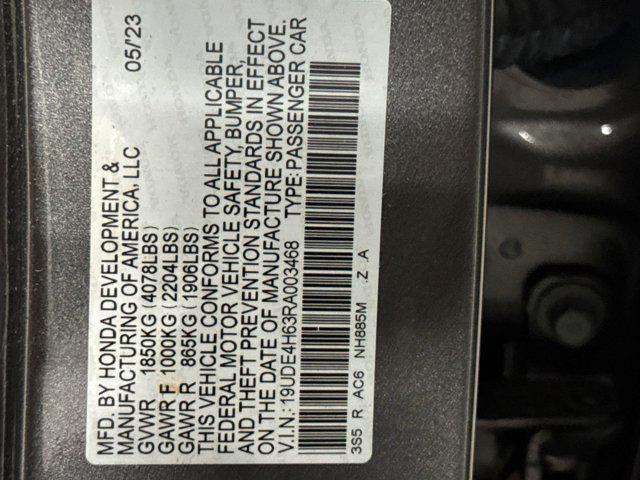 MFD. BY HONDA DEVELOPMENT &
MANUFACTURING OF AMERICA, LLC 05/'23
GVWR 1850KG (4078LBS)
GAWR F 1000KG (2204LBS)
GAWR R 865KG (1906LBS)
THIS VEHICLE CONFORMS TO ALL APPLICABLE
FEDERAL MOTOR VEHICLE SAFETY, BUMPER,
AND THEFT PREVENTION STANDARDS IN EFFECT
ON THE DATE OF MANUFACTURE SHOWN ABOVE.
V.I.N.: 19UDE4H63RA003468 TYPE: PASSENGER CAR
3S5 R AC6 NH885M Z A